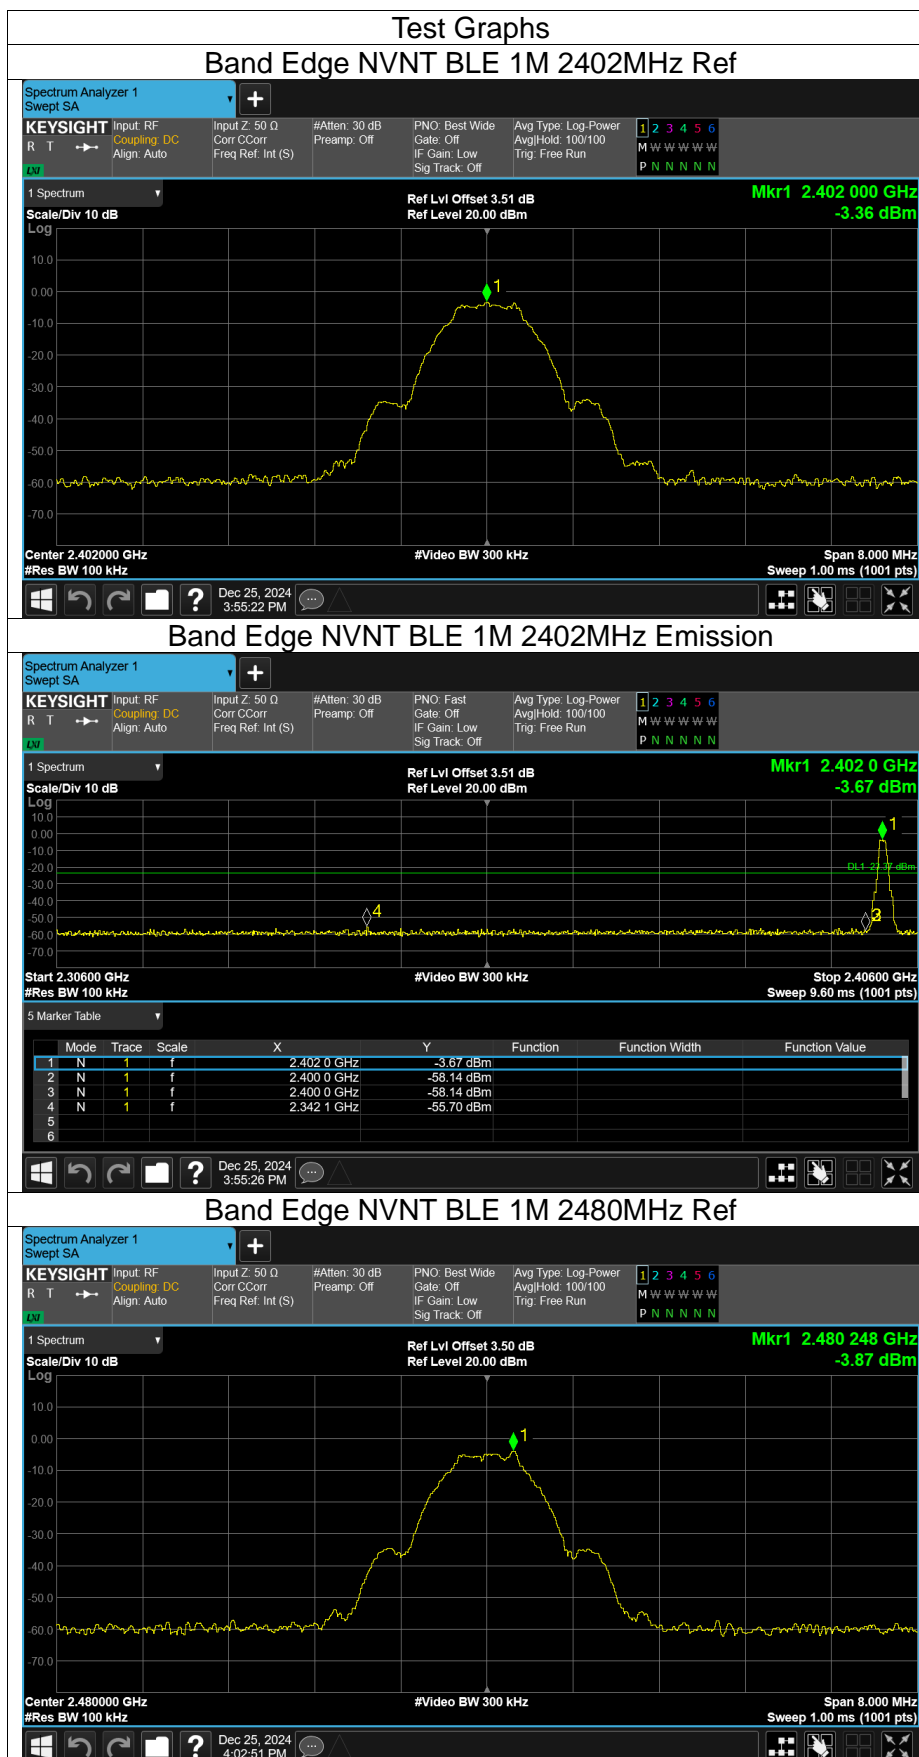 Test Graphs
Band Edge NVNT BLE 1M 2402MHz Ref
Spectrum Analyzer 1
Swept SA
KEYSIGHT Input: RF Input Z: 50 Ω #Atten: 30 dB PNO: Best Wide Avg Type: Log-Power 1 2 3 4 5 6
R T Coupling: DC Corr CCorr Preamp: Off Gate: Off Avg|Hold: 100/100 M W W W W W
Align: Auto Freq Ref: Int (S) IF Gain: Low Trig: Free Run
LXI Sig Track: Off P N N N N N
1 Spectrum Ref Lvl Offset 3.51 dB Mkr1 2.402 000 GHz
Scale/Div 10 dB Ref Level 20.00 dBm -3.36 dBm
Log
10.0
0.00 1
-10.0
-20.0
-30.0
-40.0
-50.0
-60.0
-70.0
Center 2.402000 GHz #Video BW 300 kHz Span 8.000 MHz
#Res BW 100 kHz Sweep 1.00 ms (1001 pts)
? Dec 25, 2024
3:55:22 PM
Band Edge NVNT BLE 1M 2402MHz Emission
Spectrum Analyzer 1
Swept SA
KEYSIGHT Input: RF Input Z: 50 Ω #Atten: 30 dB PNO: Fast Avg Type: Log-Power 1 2 3 4 5 6
R T Coupling: DC Corr CCorr Preamp: Off Gate: Off Avg|Hold: 100/100 M W W W W W
Align: Auto Freq Ref: Int (S) IF Gain: Low Trig: Free Run
LXI Sig Track: Off P N N N N N
1 Spectrum Ref Lvl Offset 3.51 dB Mkr1 2.402 0 GHz
Scale/Div 10 dB Ref Level 20.00 dBm -3.67 dBm
Log
10.0 1
0.00
-10.0
-20.0 DL1 -23.37 dBm
-30.0
-40.0
-50.0 4
-60.0
-70.0
Start 2.30600 GHz #Video BW 300 kHz Stop 2.40600 GHz
#Res BW 100 kHz Sweep 9.60 ms (1001 pts)
5 Marker Table
Mode Trace Scale X Y Function Function Width Function Value
1 N 1 f 2.402 0 GHz -3.67 dBm
2 N 1 f 2.400 0 GHz -58.14 dBm
3 N 1 f 2.400 0 GHz -58.14 dBm
4 N 1 f 2.342 1 GHz -55.70 dBm
5
6
? Dec 25, 2024
3:55:26 PM
Band Edge NVNT BLE 1M 2480MHz Ref
Spectrum Analyzer 1
Swept SA
KEYSIGHT Input: RF Input Z: 50 Ω #Atten: 30 dB PNO: Best Wide Avg Type: Log-Power 1 2 3 4 5 6
R T Coupling: DC Corr CCorr Preamp: Off Gate: Off Avg|Hold: 100/100 M W W W W W
Align: Auto Freq Ref: Int (S) IF Gain: Low Trig: Free Run
LXI Sig Track: Off P N N N N N
1 Spectrum Ref Lvl Offset 3.50 dB Mkr1 2.480 248 GHz
Scale/Div 10 dB Ref Level 20.00 dBm -3.87 dBm
Log
10.0
0.00 1
-10.0
-20.0
-30.0
-40.0
-50.0
-60.0
-70.0
Center 2.480000 GHz #Video BW 300 kHz Span 8.000 MHz
#Res BW 100 kHz Sweep 1.00 ms (1001 pts)
? Dec 25, 2024
4:02:51 PM